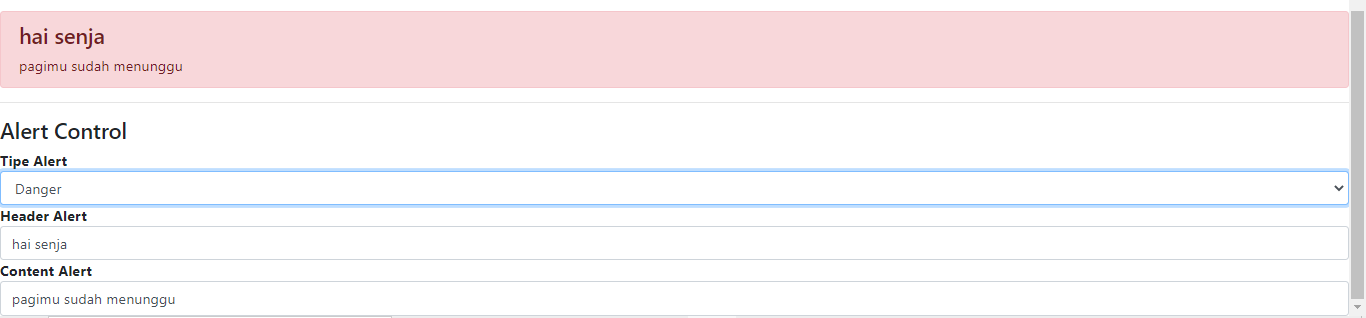 hai senja
pagimu sudah menunggu
Alert Control
Tipe Alert
Danger
Header Alert
hai senja
Content Alert
pagimu sudah menunggu